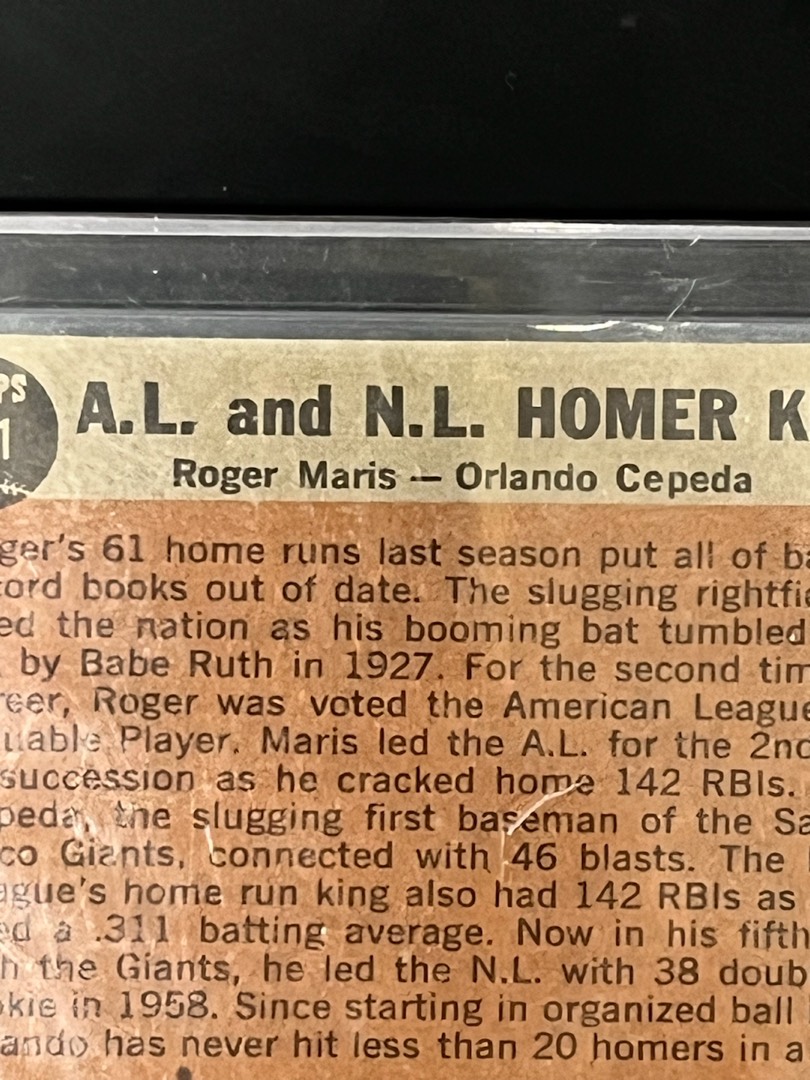 PS
1
A.L. and N.L. HOMER K
Roger Maris — Orlando Cepeda
ger's 61 home runs last season put all of ba
cord books out of date. The slugging rightfie
ed the nation as his booming bat tumbled
by Babe Ruth in 1927. For the second tim
reer, Roger was voted the American League
uable Player. Maris led the A.L. for the 2nd
succession as he cracked home 142 RBIs.
peda, the slugging first baseman of the Sa
co Giants, connected with 46 blasts. The
ague's home run king also had 142 RBIs as
ed a .311 batting average. Now in his fifth
h the Giants, he led the N.L. with 38 doub
okie in 1958. Since starting in organized ball
ando has never hit less than 20 homers in a